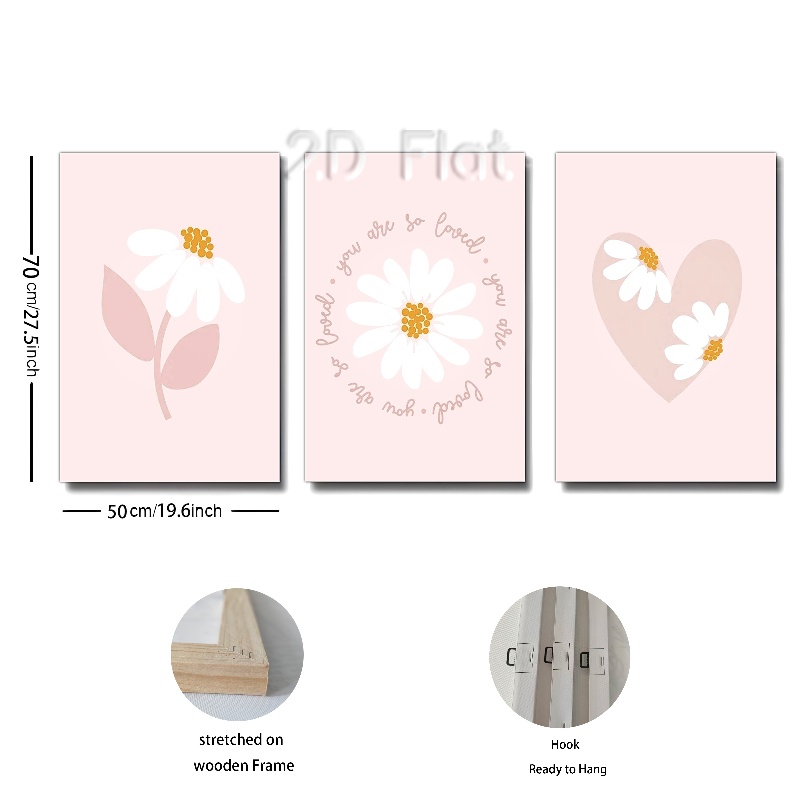 2D Flat
you are so loved • you are so loved • you are so loved •
70 cm/27.5inch
50cm/19.6inch
stretched on
wooden Frame
Hook
Ready to Hang